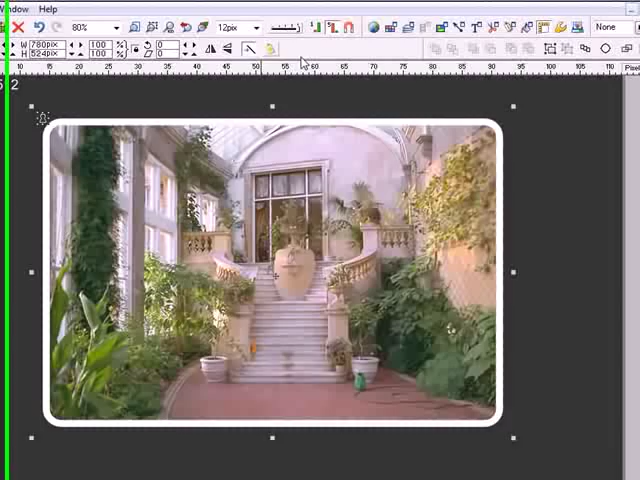 Window Help
80% 12pix None
W 780pix 100 % 0
H 524pix 100 % 0
10 15 20 25 30 35 40 45 50 55 60 65 70 75 80 85 90 95 100 105 110 Pixel
5 2